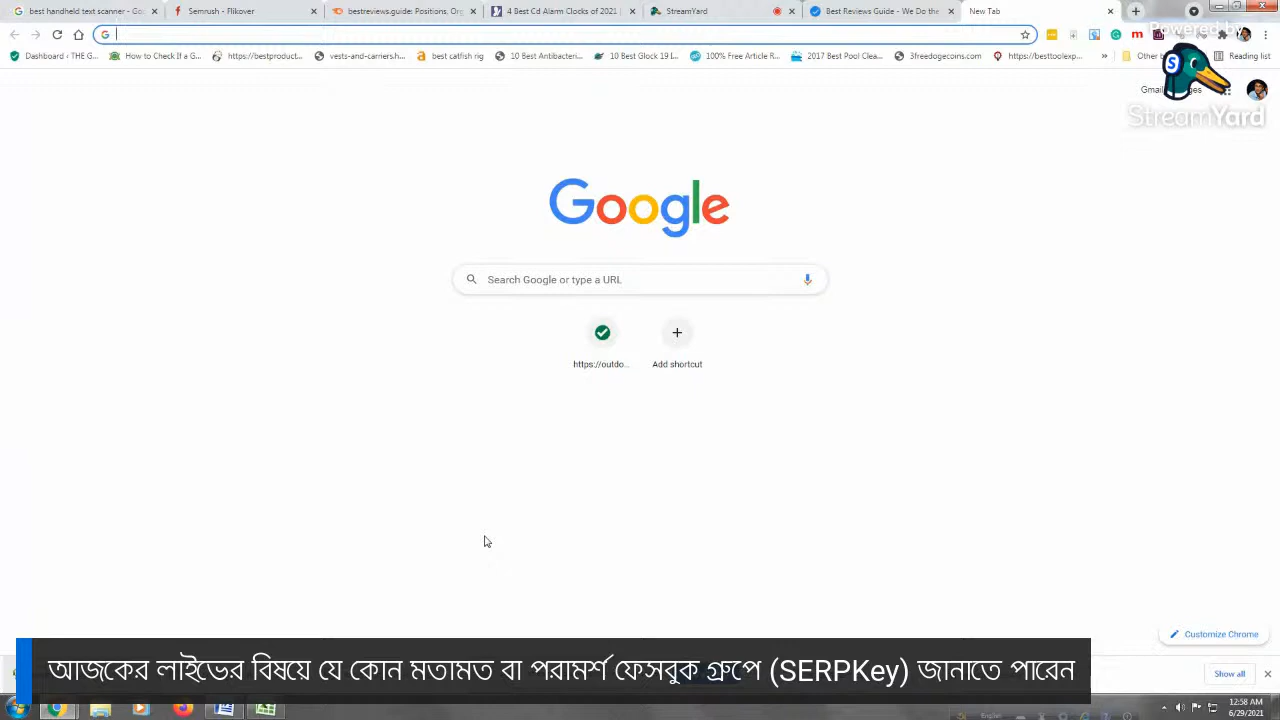 best handheld text scanner - Go
Semrush - Flikover
bestreviews.guide: Positions, Org
4 Best Cd Alarm Clocks of 2021 |
StreamYard
Best Reviews Guide - We Do the
New Tab
Dashboard ‹ THE G...
How to Check If a G...
https://bestproduct...
vests-and-carriers.h...
best catfish rig
10 Best Antibacteri...
10 Best Glock 19 L...
100% Free Article R...
2017 Best Pool Clea...
3freedogecoins.com
https://besttoolexp...
Other b
Reading list
Powered by
StreamYard
Gmail
Google
Search Google or type a URL
https://outdo...
Add shortcut
Customize Chrome
আজকের লাইভের বিষয়ে যে কোন মতামত বা পরামর্শ ফেসবুক গ্রুপে (SERPKey) জানাতে পারেন
Show all
English
12:58 AM
6/29/2021